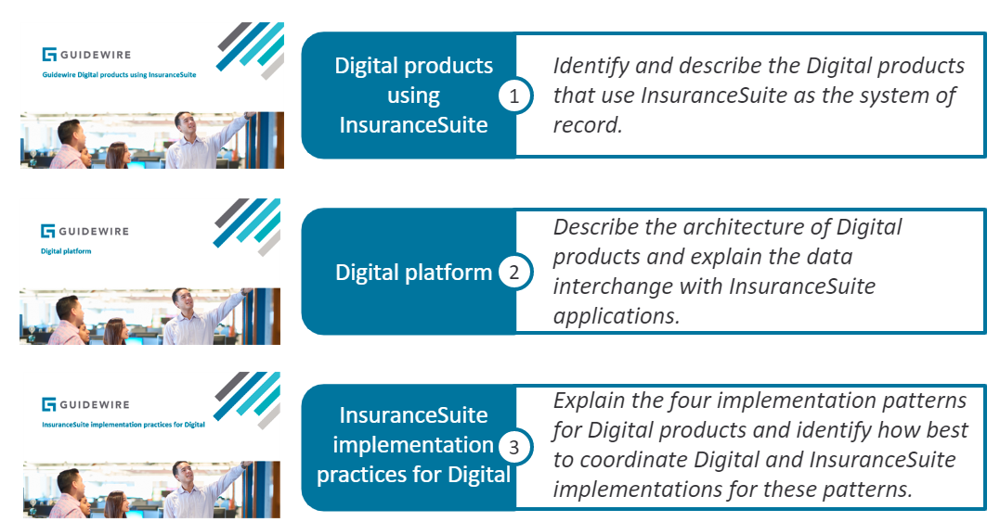 GUIDEWIRE
Guidewire Digital products using InsuranceSuite
Digital products
using
InsuranceSuite
1
Identify and describe the Digital products
that use InsuranceSuite as the system of
record.
GUIDEWIRE
Digital platform
Digital platform
2
Describe the architecture of Digital
products and explain the data
interchange with InsuranceSuite
applications.
GUIDEWIRE
InsuranceSuite implementation practices for Digital
InsuranceSuite
implementation
practices for Digital
3
Explain the four implementation patterns
for Digital products and identify how best
to coordinate Digital and InsuranceSuite
implementations for these patterns.